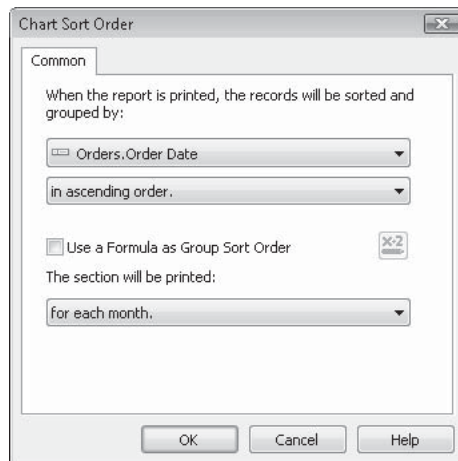 Chart Sort Order
Common
When the report is printed, the records will be sorted and
grouped by:
Orders.Order Date
in ascending order.
Use a Formula as Group Sort Order
x-2
The section will be printed:
for each month.
OK Cancel Help